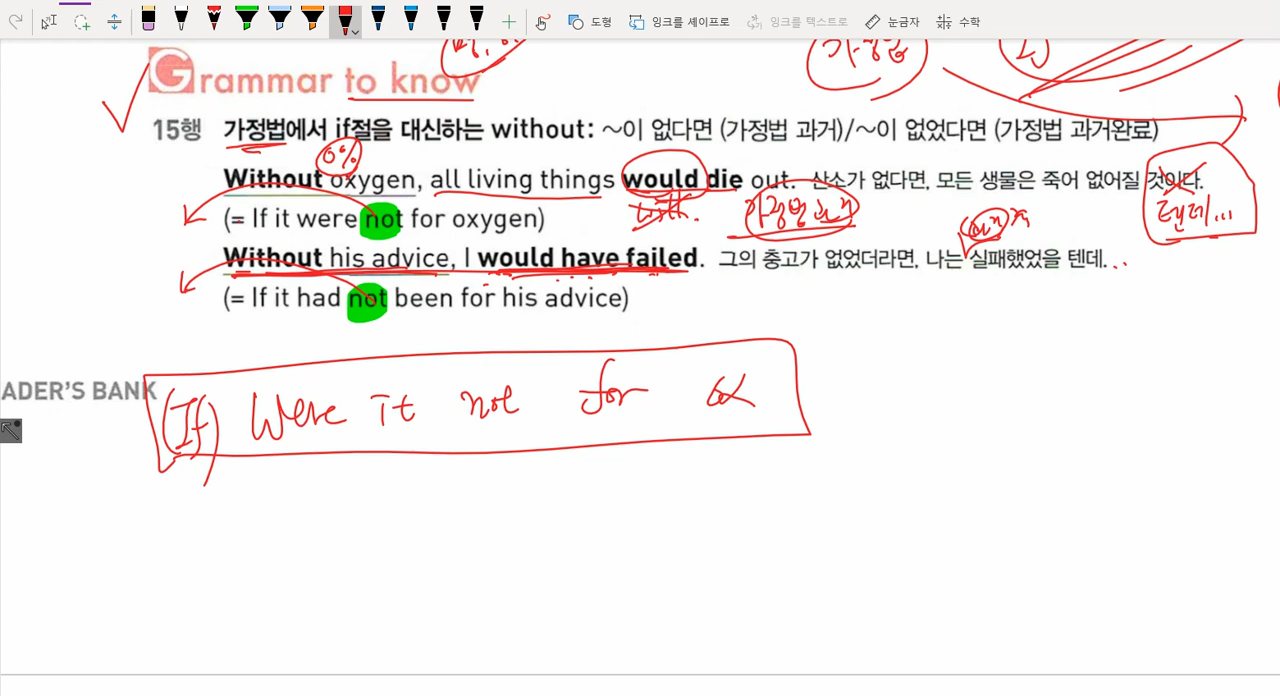 도형 잉크를 셰이프로 잉크를 텍스트로 눈금자 수학
가정법
Grammar to know
15행 가정법에서 if절을 대신하는 without: ~이 없다면 (가정법 과거)/~이 없었다면 (가정법 과거완료)
0%
Without oxygen, all living things would die out. 산소가 없다면, 모든 생물은 죽어 없어질 것이다.
will.
텐데...
(= If it were not for oxygen)
Without his advice, I would have failed. 그의 충고가 없었더라면, 나는 실패했었을 텐데...
(= If it had not been for his advice)
ADER'S BANK
(If) Were it not for